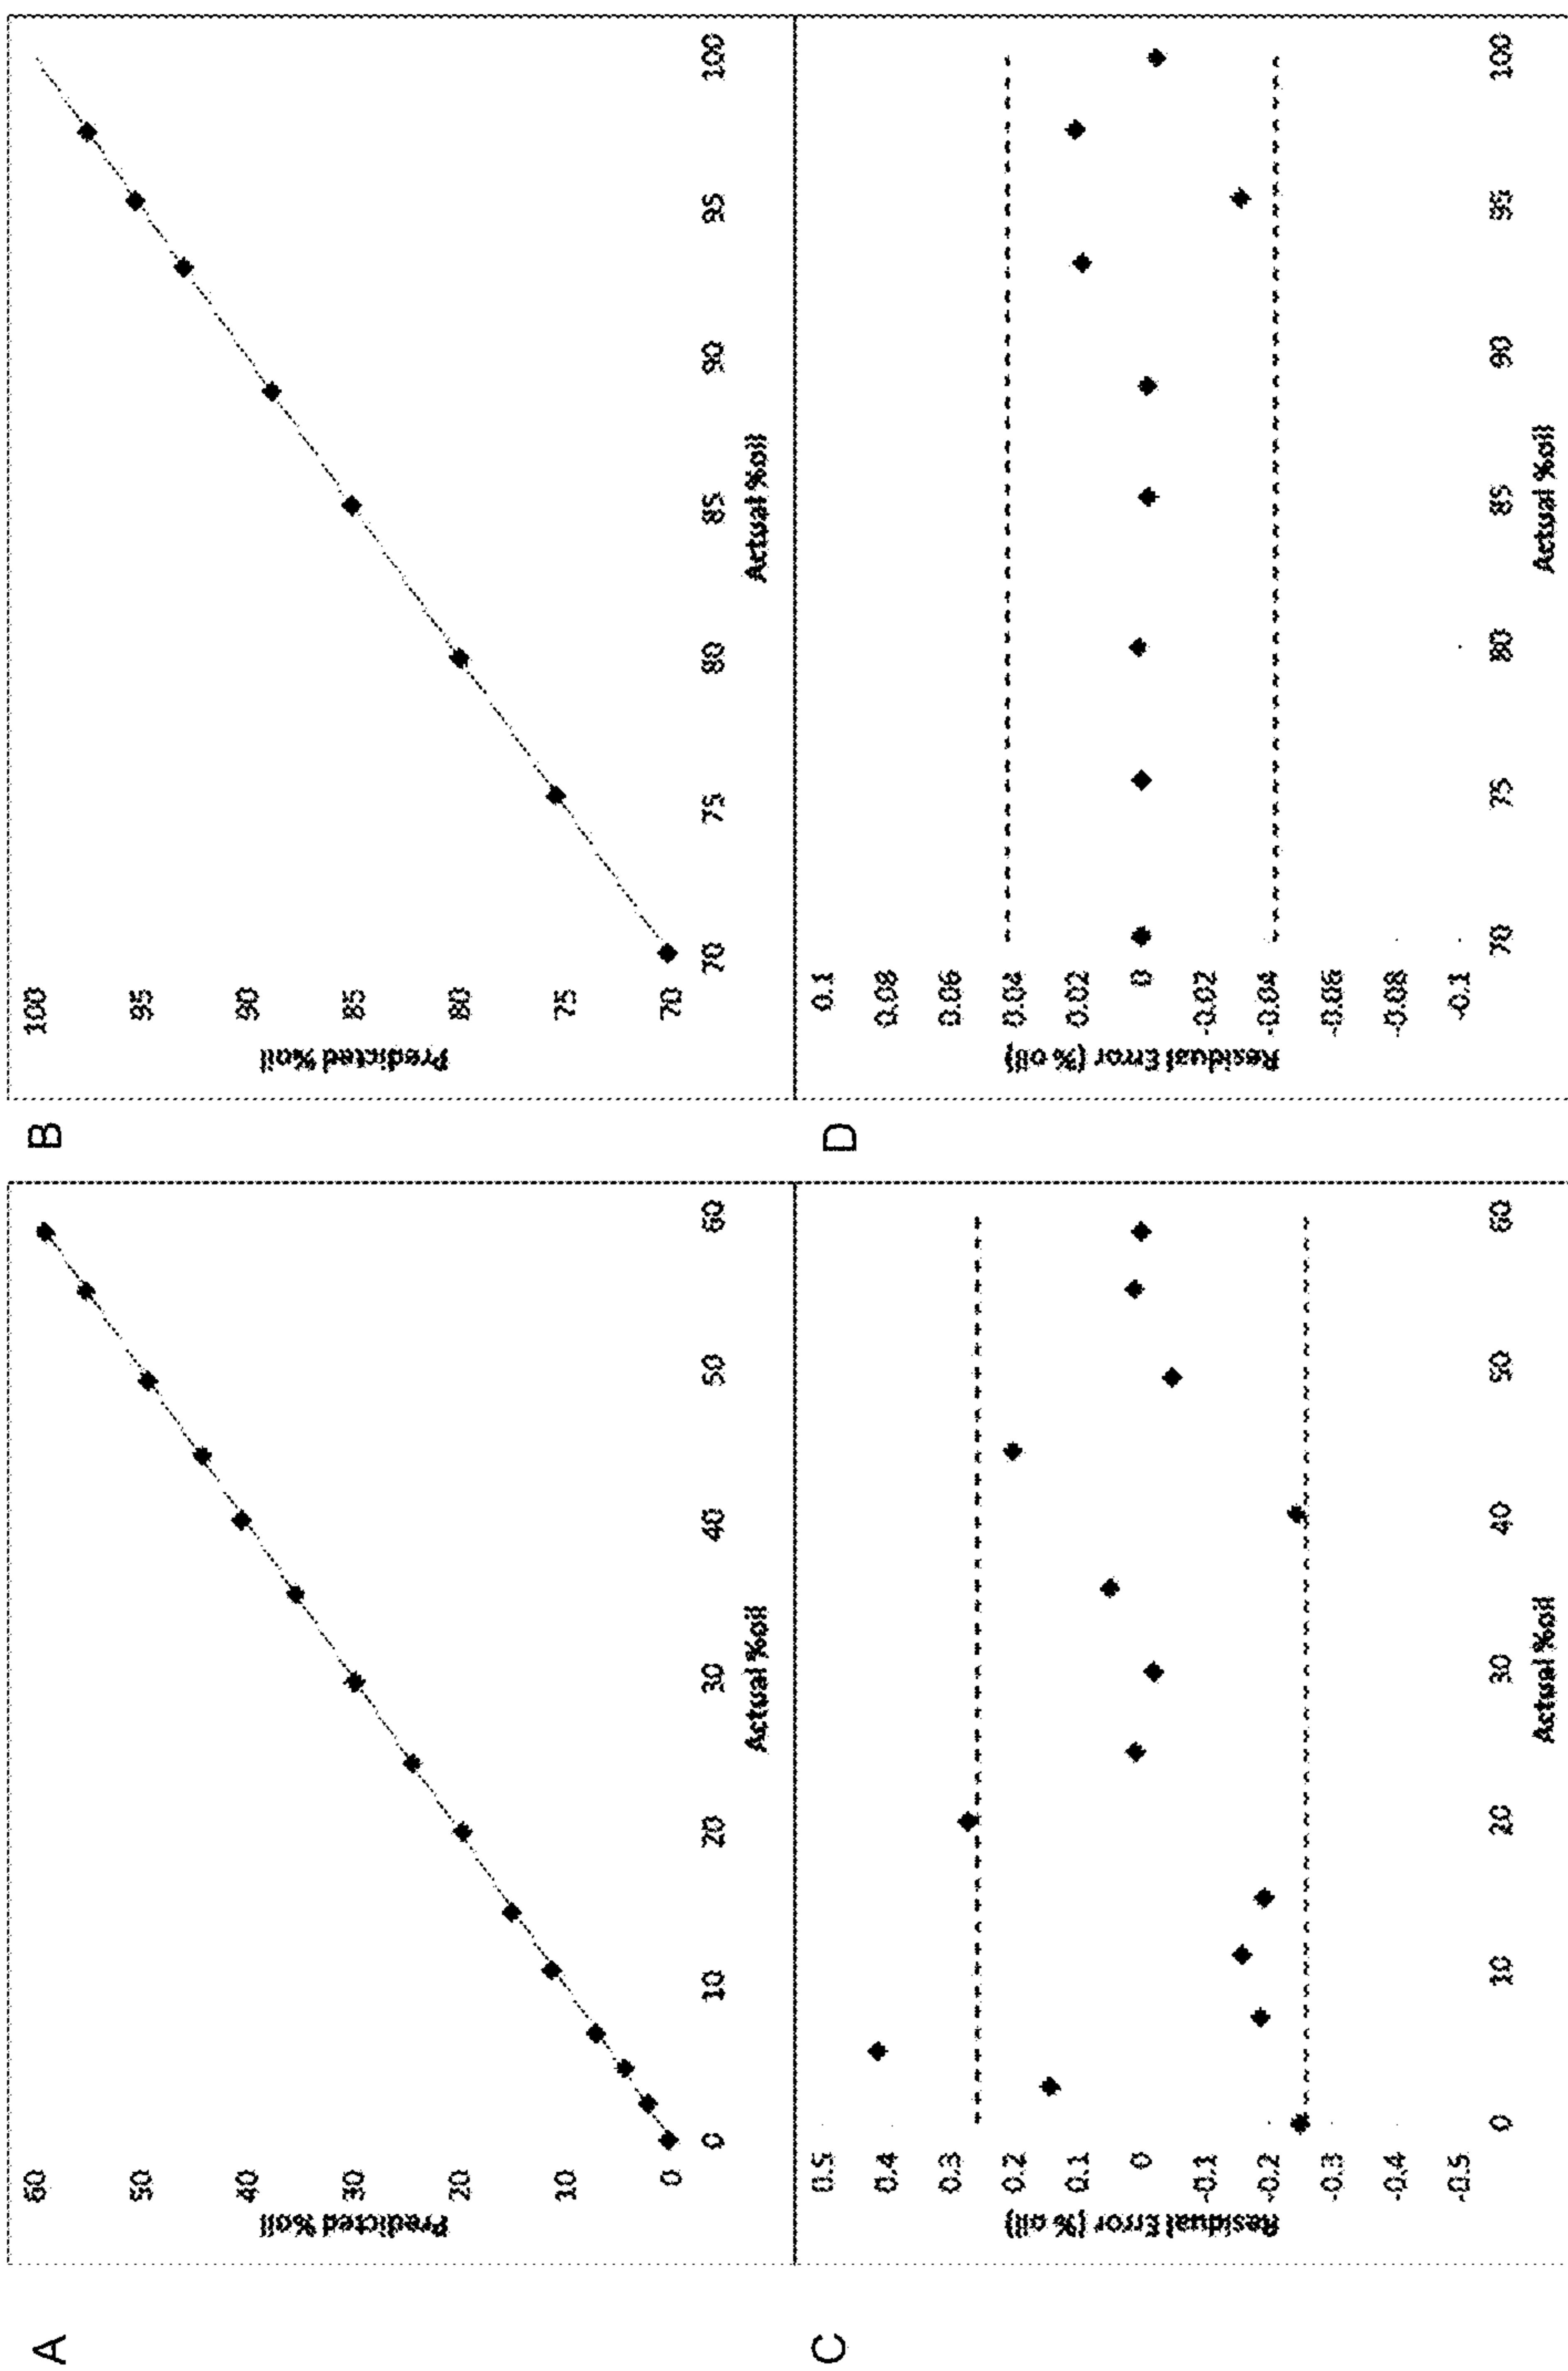 A
60
50
40
30
20
10
0
Predicted %oil
0 10 20 30 40 50 60
Actual %oil
B
100
95
90
85
80
75
70
Predicted %oil
70 75 80 85 90 95 100
Actual %oil
C
0.5
0.4
0.3
0.2
0.1
0
-0.1
-0.2
-0.3
-0.4
-0.5
Residual Error (% oil)
0 10 20 30 40 50 60
Actual %oil
D
0.1
0.08
0.06
0.04
0.02
0
-0.02
-0.04
-0.06
-0.08
-0.1
Residual Error (% oil)
70 75 80 85 90 95 100
Actual %oil